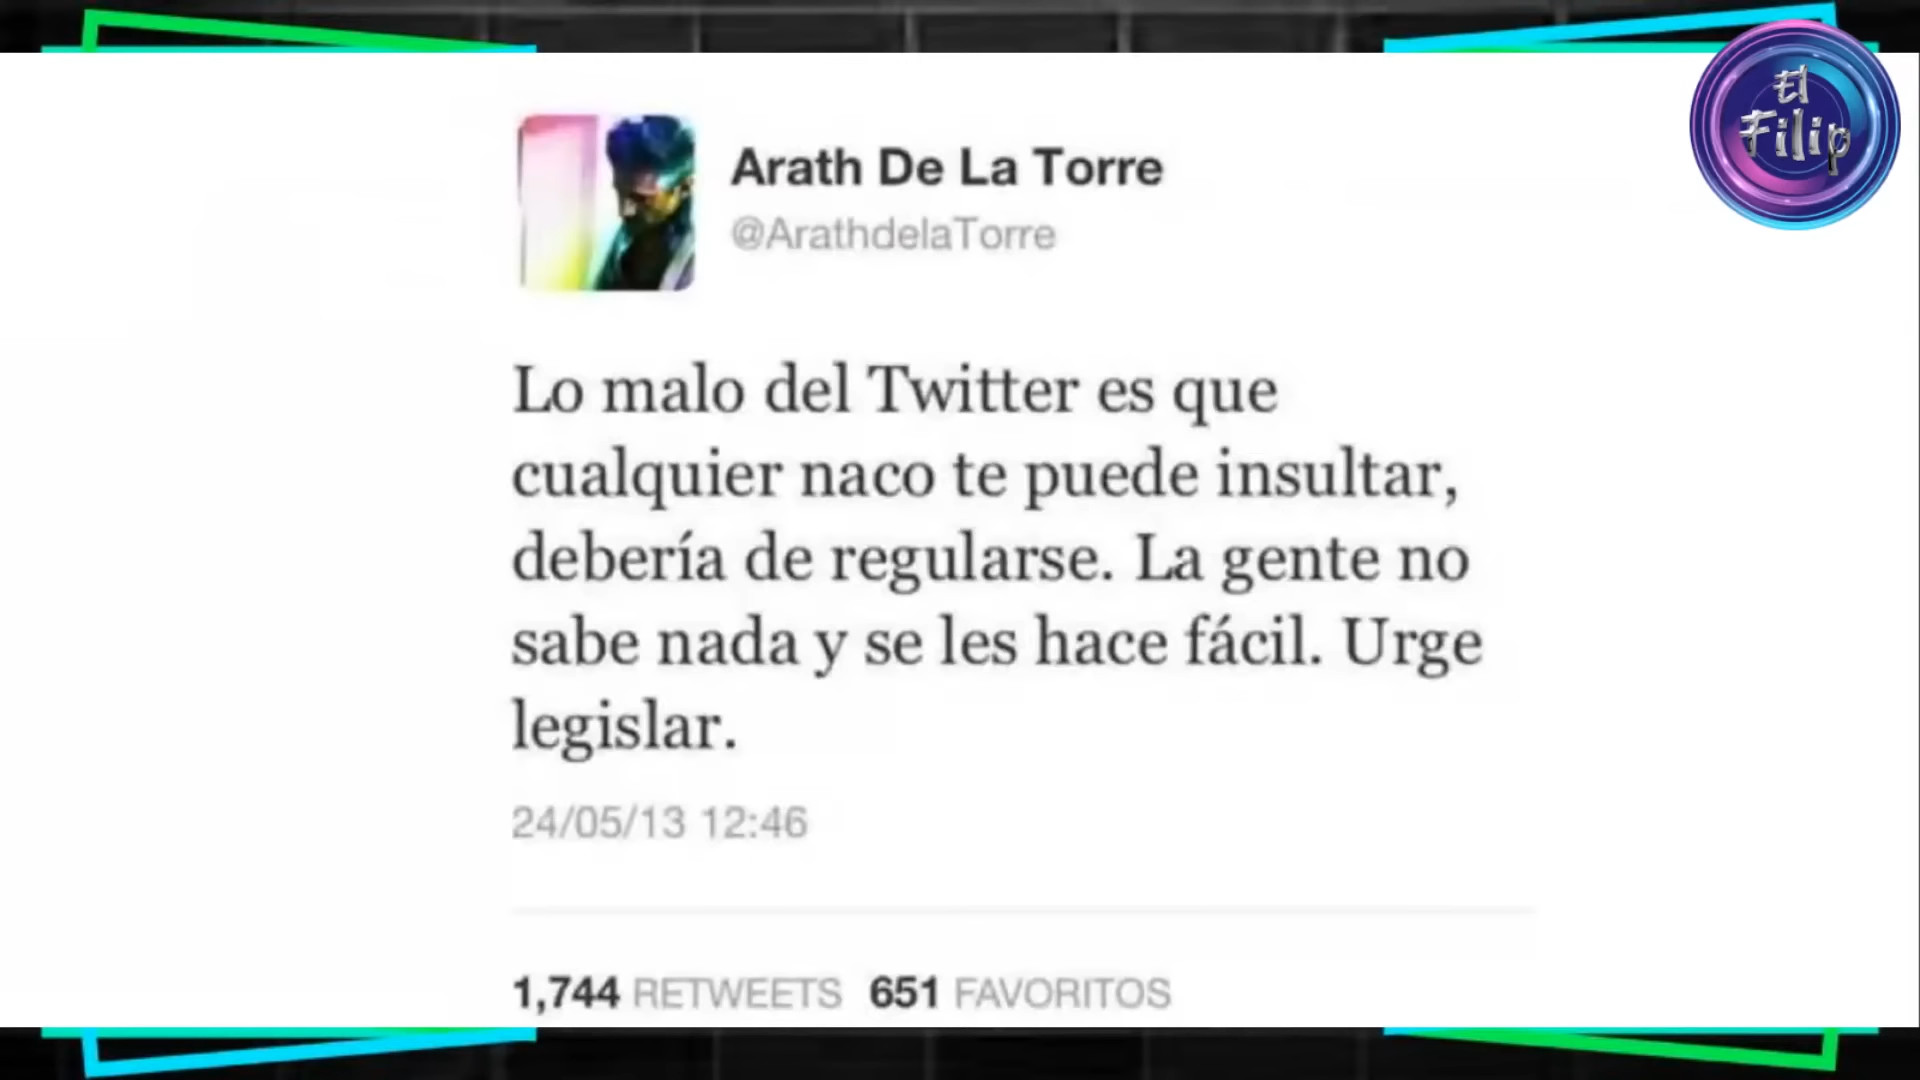 El
Filip
Arath De La Torre
@ArathdelaTorre
Lo malo del Twitter es que
cualquier naco te puede insultar,
debería de regularse. La gente no
sabe nada y se les hace fácil. Urge
legislar.
24/05/13 12:46
1,744 RETWEETS 651 FAVORITOS